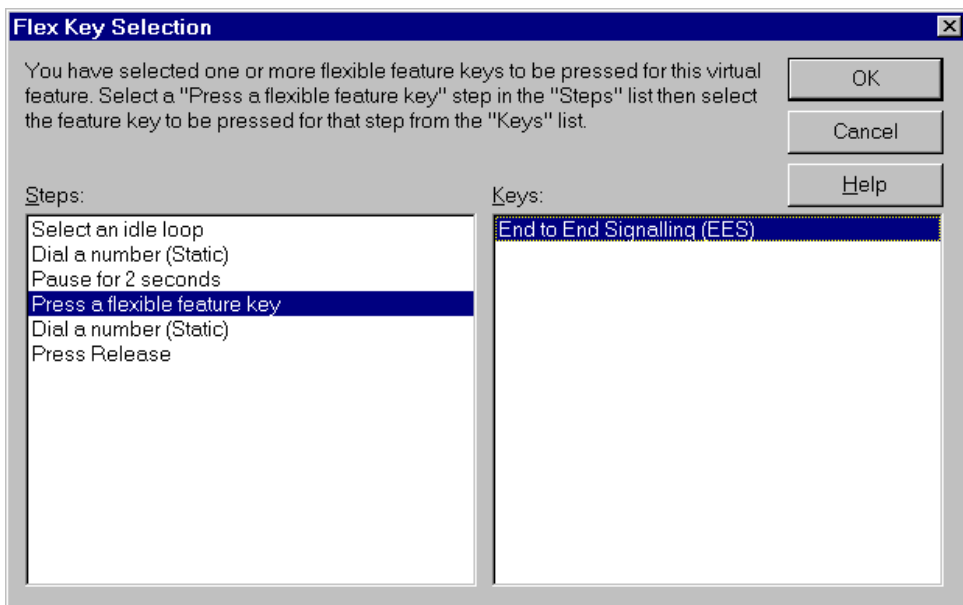 Flex Key Selection
You have selected one or more flexible feature keys to be pressed for this virtual
feature. Select a "Press a flexible feature key" step in the "Steps" list then select
the feature key to be pressed for that step from the "Keys" list.
OK
Cancel
Help
Steps:
Select an idle loop
Dial a number (Static)
Pause for 2 seconds
Press a flexible feature key
Dial a number (Static)
Press Release
Keys:
End to End Signalling (EES)